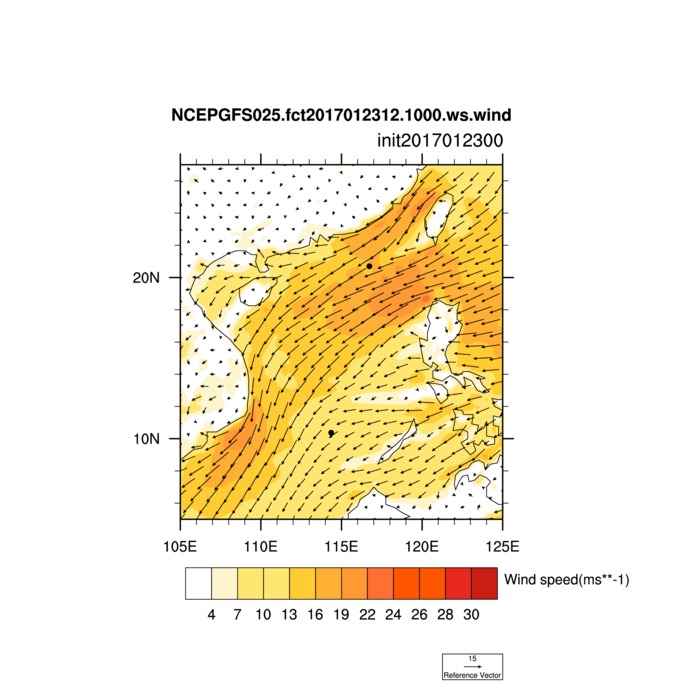 NCEPGFS025.fct2017012312.1000.ws.wind
init2017012300
20N
10N
105E 110E 115E 120E 125E
Wind speed(ms**-1)
4 7 10 13 16 19 22 24 26 28 30
15
Reference Vector